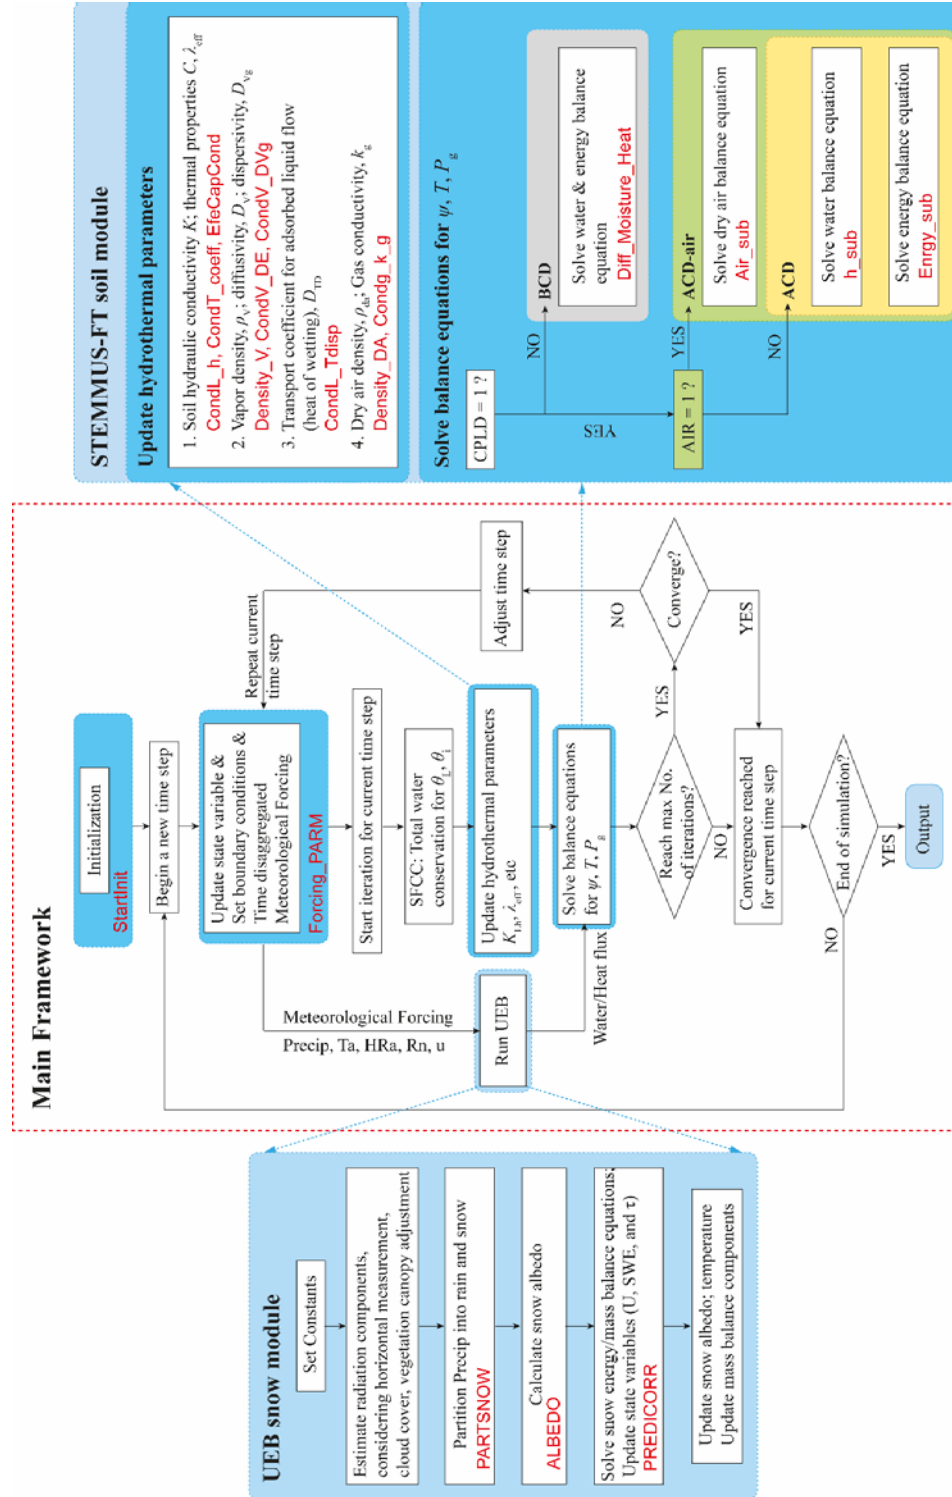 UEB snow module
Set Constants
Estimate radiation components,
considering horizontal measurement,
cloud cover, vegetation canopy adjustment
Partition Precip into rain and snow
PARTSNOW
Calculate snow albedo
ALBEDO
Solve snow energy/mass balance equations;
Update state variables (U, SWE, and τ)
PREDICORR
Update snow albedo; temperature
Update mass balance components
Main Framework
Initialization
StartInit
Begin a new time step
Update state variable &
Set boundary conditions &
Time disaggregated
Meteorological Forcing
Forcing_PARM
Repeat current
time step
Meteorological Forcing
Precip, Ta, HRa, Rn, u
Start iteration for current time step
SFCC: Total water
conservation for θL, θi
Run UEB
Update hydrothermal parameters
KLh, λeff, etc
Water/Heat flux
Solve balance equations
for ψ, T, Pg
Adjust time step
Reach max No.
of iterations?
YES
NO
Converge?
NO
YES
Convergence reached
for current time step
End of simulation?
NO
YES
Output
STEMMUS-FT soil module
Update hydrothermal parameters
1. Soil hydraulic conductivity K; thermal properties C, λeff
CondL_h, CondT_coeff, EfeCapCond
2. Vapor density, ρv; diffusivity, Dv; dispersivity, Dvg
Density_V, CondV_DE, CondV_DVg
3. Transport coefficient for adsorbed liquid flow
(heat of wetting), DTD
CondL_Tdisp
4. Dry air density, ρda; Gas conductivity, kg
Density_DA, Condg_k_g
Solve balance equations for ψ, T, Pg
CPLD = 1 ?
NO
BCD
Solve water & energy balance
equation
Diff_Moisture_Heat
YES
AIR = 1 ?
YES
ACD-air
Solve dry air balance equation
Air_sub
NO
ACD
Solve water balance equation
h_sub
Solve energy balance equation
Enrgy_sub